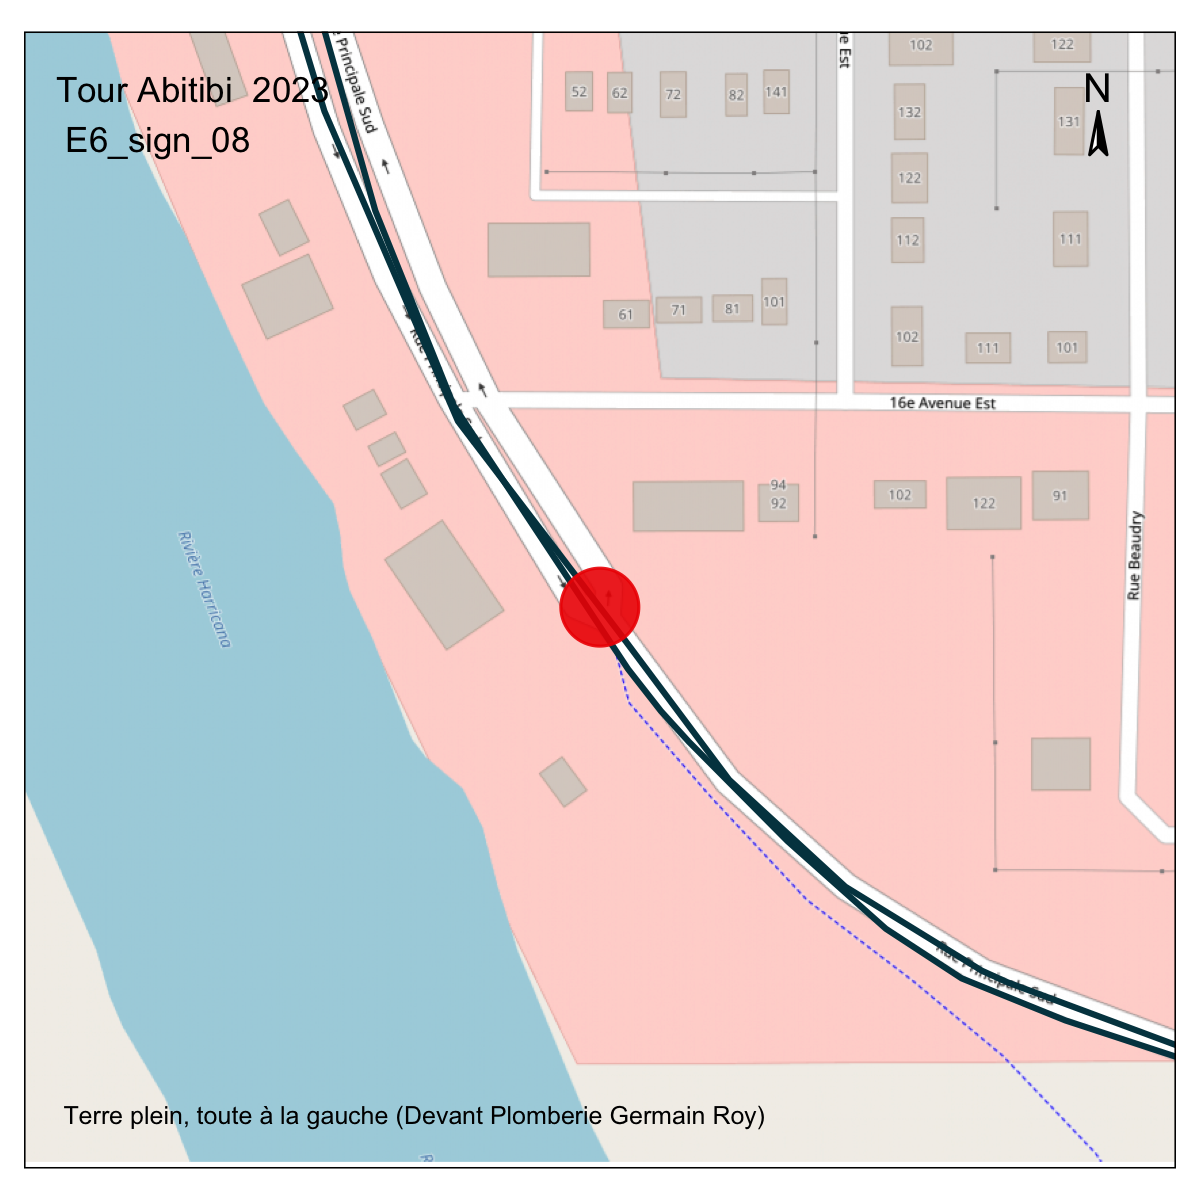 Tour Abitibi  2023
E6_sign_08
N
Principale Sud
Est
52
62
72
82
141
102
122
132
131
122
112
111
61
71
81
101
102
111
101
16e Avenue Est
Rue Principale Sud
94
92
102
122
91
Rue Beaudry
Rivière Harricana
Rue Principale Sud
Terre plein, toute à la gauche (Devant Plomberie Germain Roy)
R